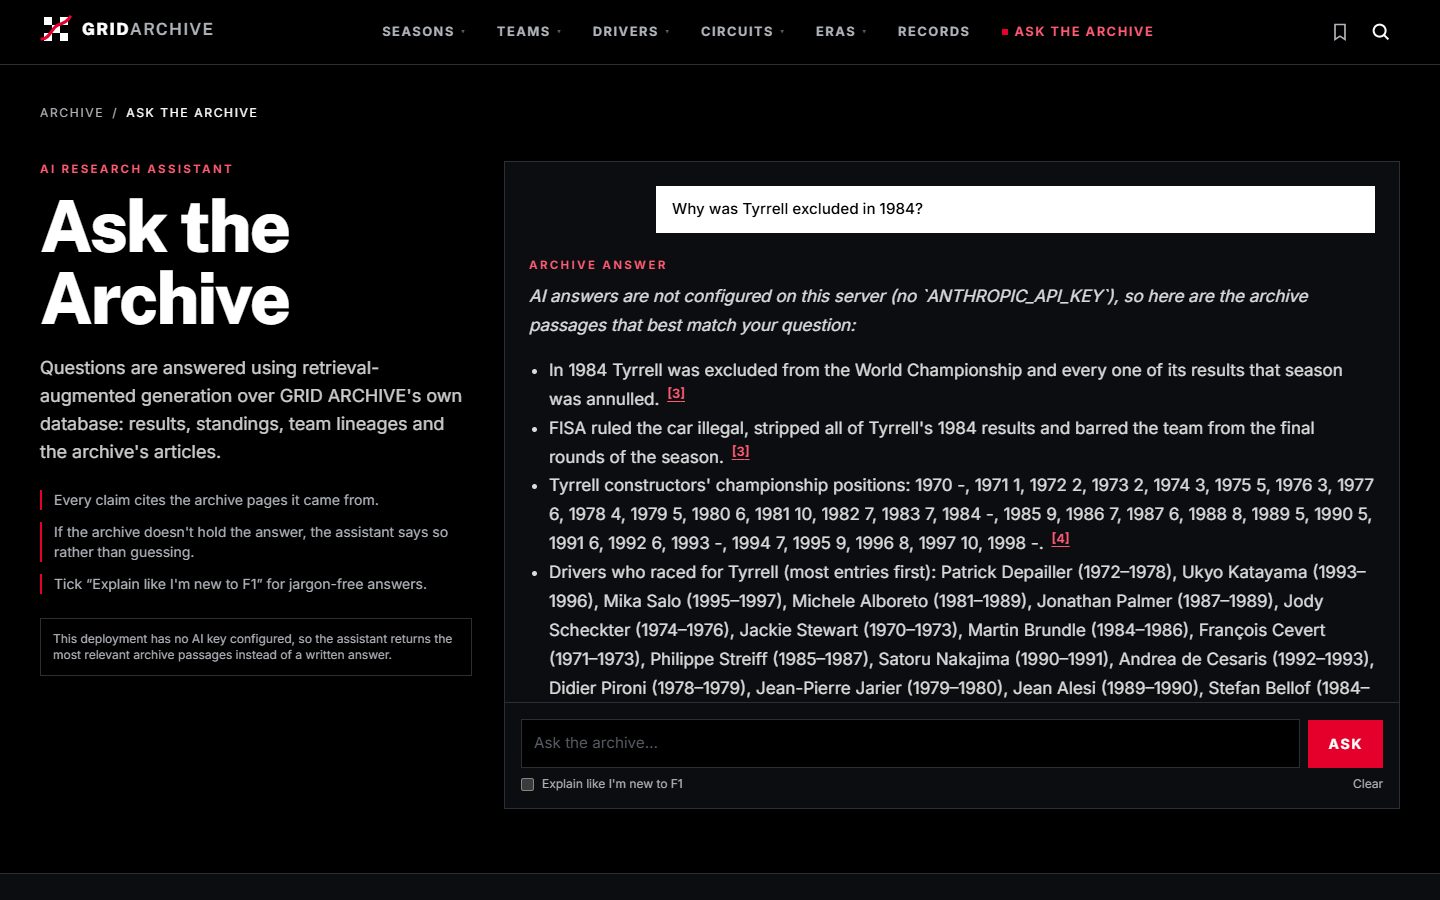 GRIDARCHIVE
SEASONS
TEAMS
DRIVERS
CIRCUITS
ERAS
RECORDS
ASK THE ARCHIVE
ARCHIVE / ASK THE ARCHIVE
AI RESEARCH ASSISTANT
Ask the
Archive
Questions are answered using retrieval-
augmented generation over GRID ARCHIVE's own
database: results, standings, team lineages and
the archive's articles.
Every claim cites the archive pages it came from.
If the archive doesn't hold the answer, the assistant says so
rather than guessing.
Tick “Explain like I'm new to F1” for jargon-free answers.
This deployment has no AI key configured, so the assistant returns the
most relevant archive passages instead of a written answer.
Why was Tyrrell excluded in 1984?
ARCHIVE ANSWER
AI answers are not configured on this server (no `ANTHROPIC_API_KEY`), so here are the archive
passages that best match your question:
• In 1984 Tyrrell was excluded from the World Championship and every one of its results that season
was annulled. [3]
• FISA ruled the car illegal, stripped all of Tyrrell's 1984 results and barred the team from the final
rounds of the season. [3]
• Tyrrell constructors' championship positions: 1970 -, 1971 1, 1972 2, 1973 2, 1974 3, 1975 5, 1976 3, 1977
6, 1978 4, 1979 5, 1980 6, 1981 10, 1982 7, 1983 7, 1984 -, 1985 9, 1986 7, 1987 6, 1988 8, 1989 5, 1990 5,
1991 6, 1992 6, 1993 -, 1994 7, 1995 9, 1996 8, 1997 10, 1998 -. [4]
• Drivers who raced for Tyrrell (most entries first): Patrick Depailler (1972–1978), Ukyo Katayama (1993–
1996), Mika Salo (1995–1997), Michele Alboreto (1981–1989), Jonathan Palmer (1987–1989), Jody
Scheckter (1974–1976), Jackie Stewart (1970–1973), Martin Brundle (1984–1986), François Cevert
(1971–1973), Philippe Streiff (1985–1987), Satoru Nakajima (1990–1991), Andrea de Cesaris (1992–1993),
Didier Pironi (1978–1979), Jean-Pierre Jarier (1979–1980), Jean Alesi (1989–1990), Stefan Bellof (1984–
Ask the archive...
ASK
Explain like I'm new to F1
Clear